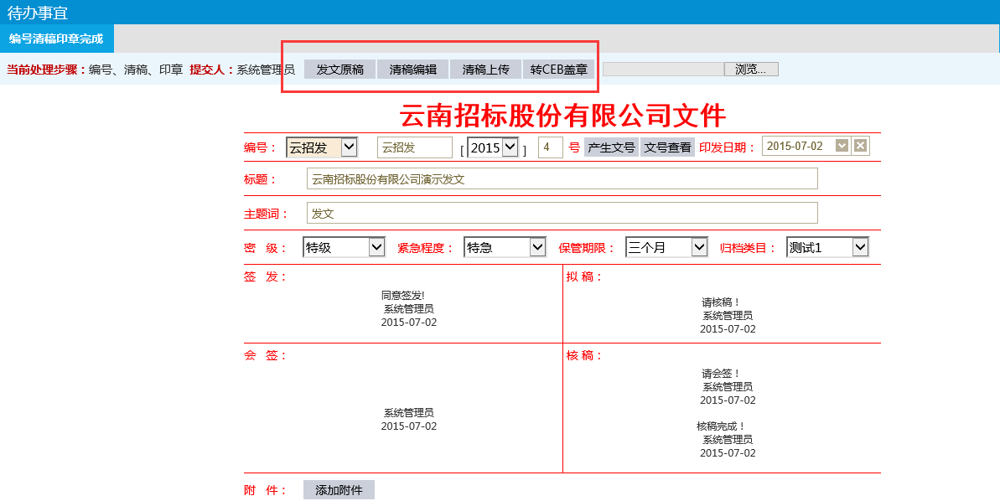 待办事宜
编号清稿印章完成
当前处理步骤：编号、清稿、印章 提交人：系统管理员 发文原稿 清稿编辑 清稿上传 转CEB盖章 浏览...
云南招标股份有限公司文件
编号： 云招发 云招发 [ 2015 ] 4 号 产生文号 文号查看 印发日期： 2015-07-02
标题： 云南招标股份有限公司演示发文
主题词： 发文
密 级： 特级 紧急程度： 特急 保管期限： 三个月 归档类目： 测试1
签 发：
同意签发!
系统管理员
2015-07-02
拟 稿：
请核稿！
系统管理员
2015-07-02
会 签：
系统管理员
2015-07-02
核 稿：
请会签！
系统管理员
2015-07-02
核稿完成！
系统管理员
2015-07-02
附 件： 添加附件